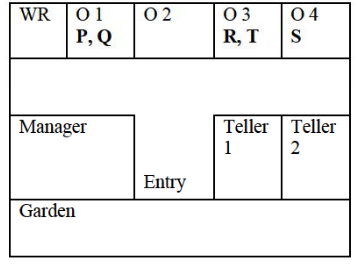 WR
O 1
P, Q
O 2
O 3
R, T
O 4
S
Manager
Entry
Teller
1
Teller
2
Garden